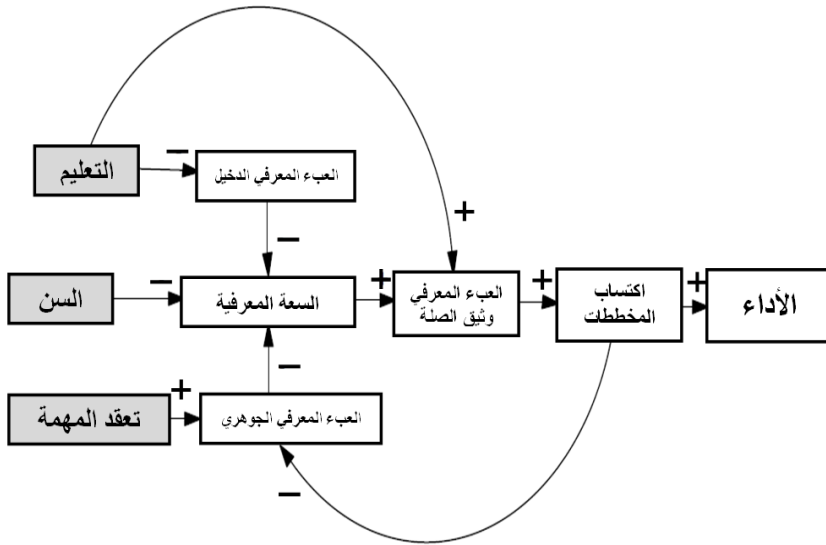 التعليم
−
العبء المعرفي الدخيل
+
−
السن
−
السعة المعرفية
+
العبء المعرفي
وثيق الصلة
+
اكتساب
المخططات
+
الأداء
−
تعقد المهمة
+
العبء المعرفي الجوهري
−